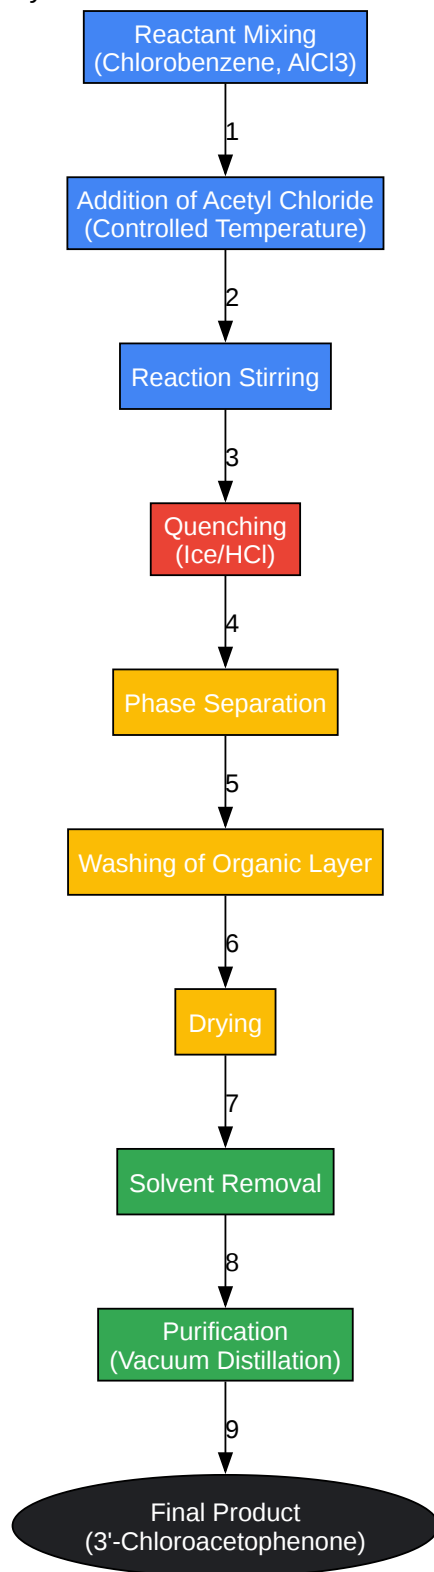 Reactant Mixing
(Chlorobenzene, AlCl3)
1
Addition of Acetyl Chloride
(Controlled Temperature)
2
Reaction Stirring
3
Quenching
(Ice/HCl)
4
Phase Separation
5
Washing of Organic Layer
6
Drying
7
Solvent Removal
8
Purification
(Vacuum Distillation)
9
Final Product
(3'-Chloroacetophenone)